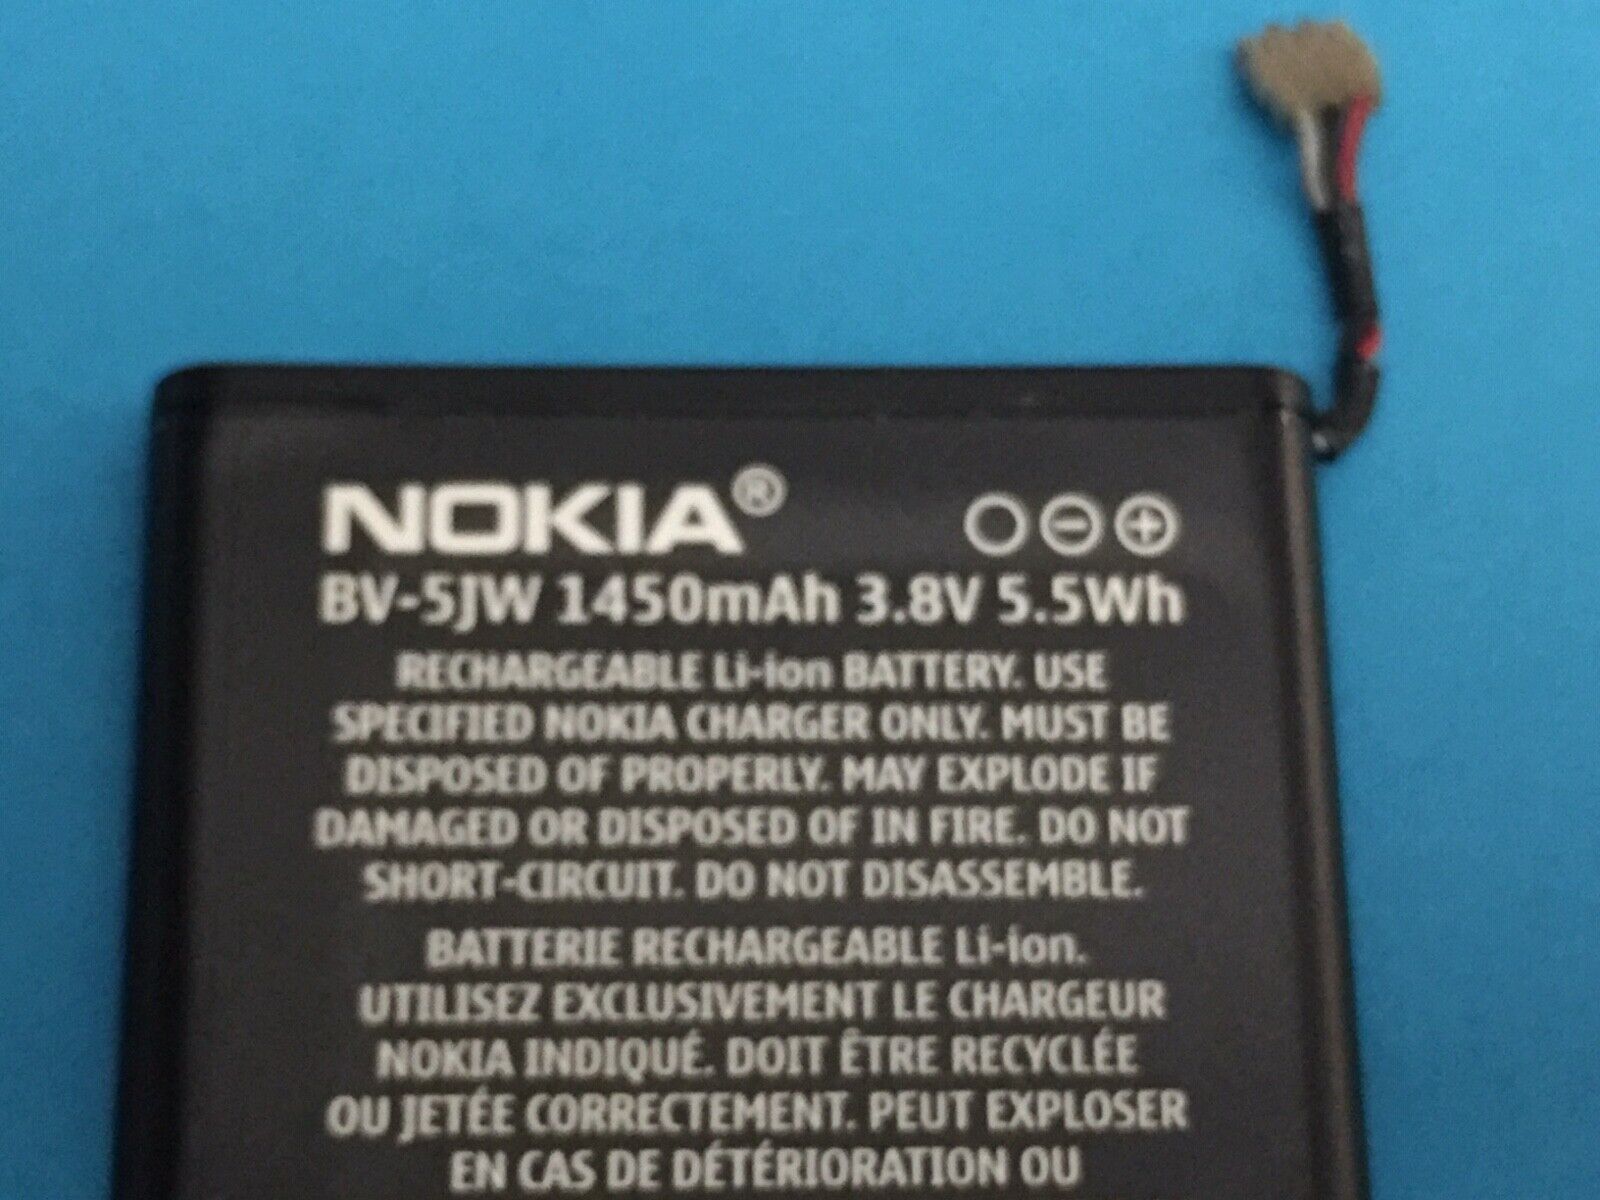 NOKIA®
BV-5JW 1450mAh 3.8V 5.5Wh
RECHARGEABLE Li-ion BATTERY. USE
SPECIFIED NOKIA CHARGER ONLY. MUST BE
DISPOSED OF PROPERLY. MAY EXPLODE IF
DAMAGED OR DISPOSED OF IN FIRE. DO NOT
SHORT-CIRCUIT. DO NOT DISASSEMBLE.
BATTERIE RECHARGEABLE Li-ion.
UTILISEZ EXCLUSIVEMENT LE CHARGEUR
NOKIA INDIQUÉ. DOIT ÊTRE RECYCLÉE
OU JETÉE CORRECTEMENT. PEUT EXPLOSER
EN CAS DE DÉTÉRIORATION OU